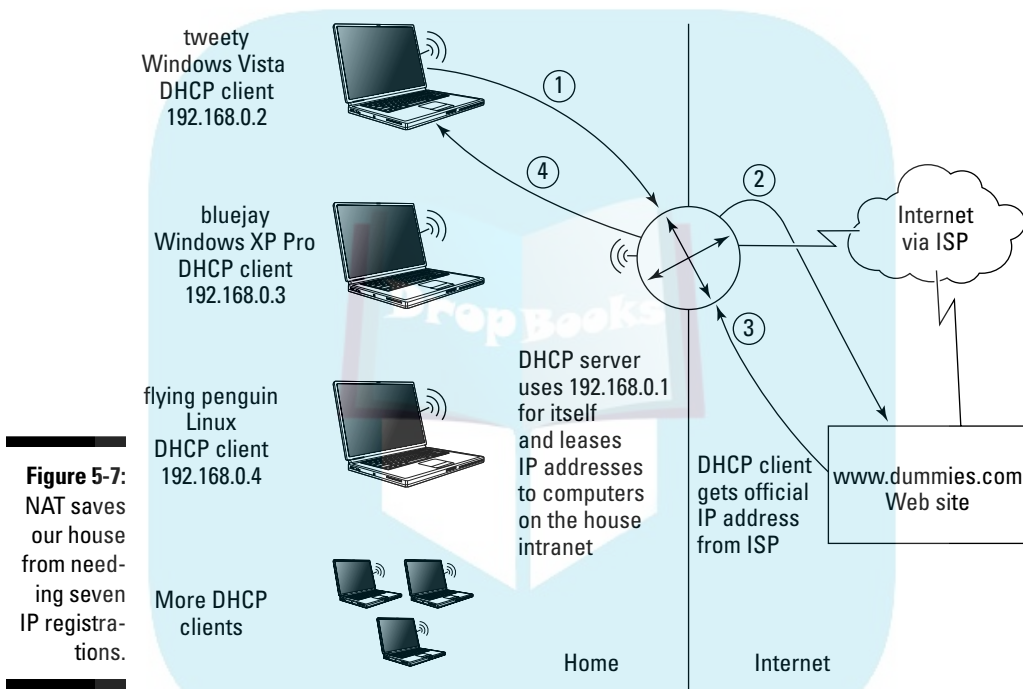 tweety
Windows Vista
DHCP client
192.168.0.2
1
4
2
Internet
via ISP
bluejay
Windows XP Pro
DHCP client
192.168.0.3
Drop Books
3
flying penguin
Linux
DHCP client
192.168.0.4
DHCP server
uses 192.168.0.1
for itself
and leases
IP addresses
to computers
on the house
intranet
DHCP client
gets official
IP address
from ISP
www.dummies.com
Web site
More DHCP
clients
Home
Internet
Figure 5-7:
NAT saves
our house
from need-
ing seven
IP registra-
tions.